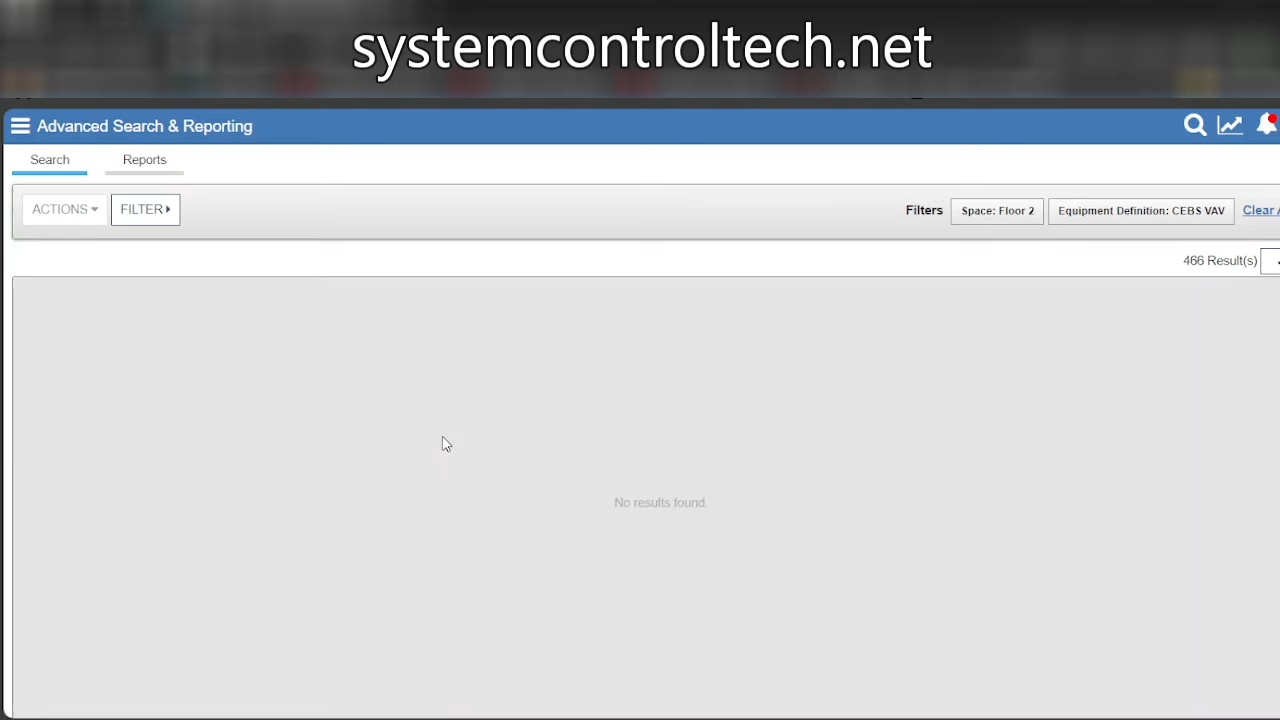 systemcontroltech.net
Advanced Search & Reporting
Search Reports
ACTIONS FILTER Filters Space: Floor 2 Equipment Definition: CEBS VAV Clear
466 Result(s)
No results found.